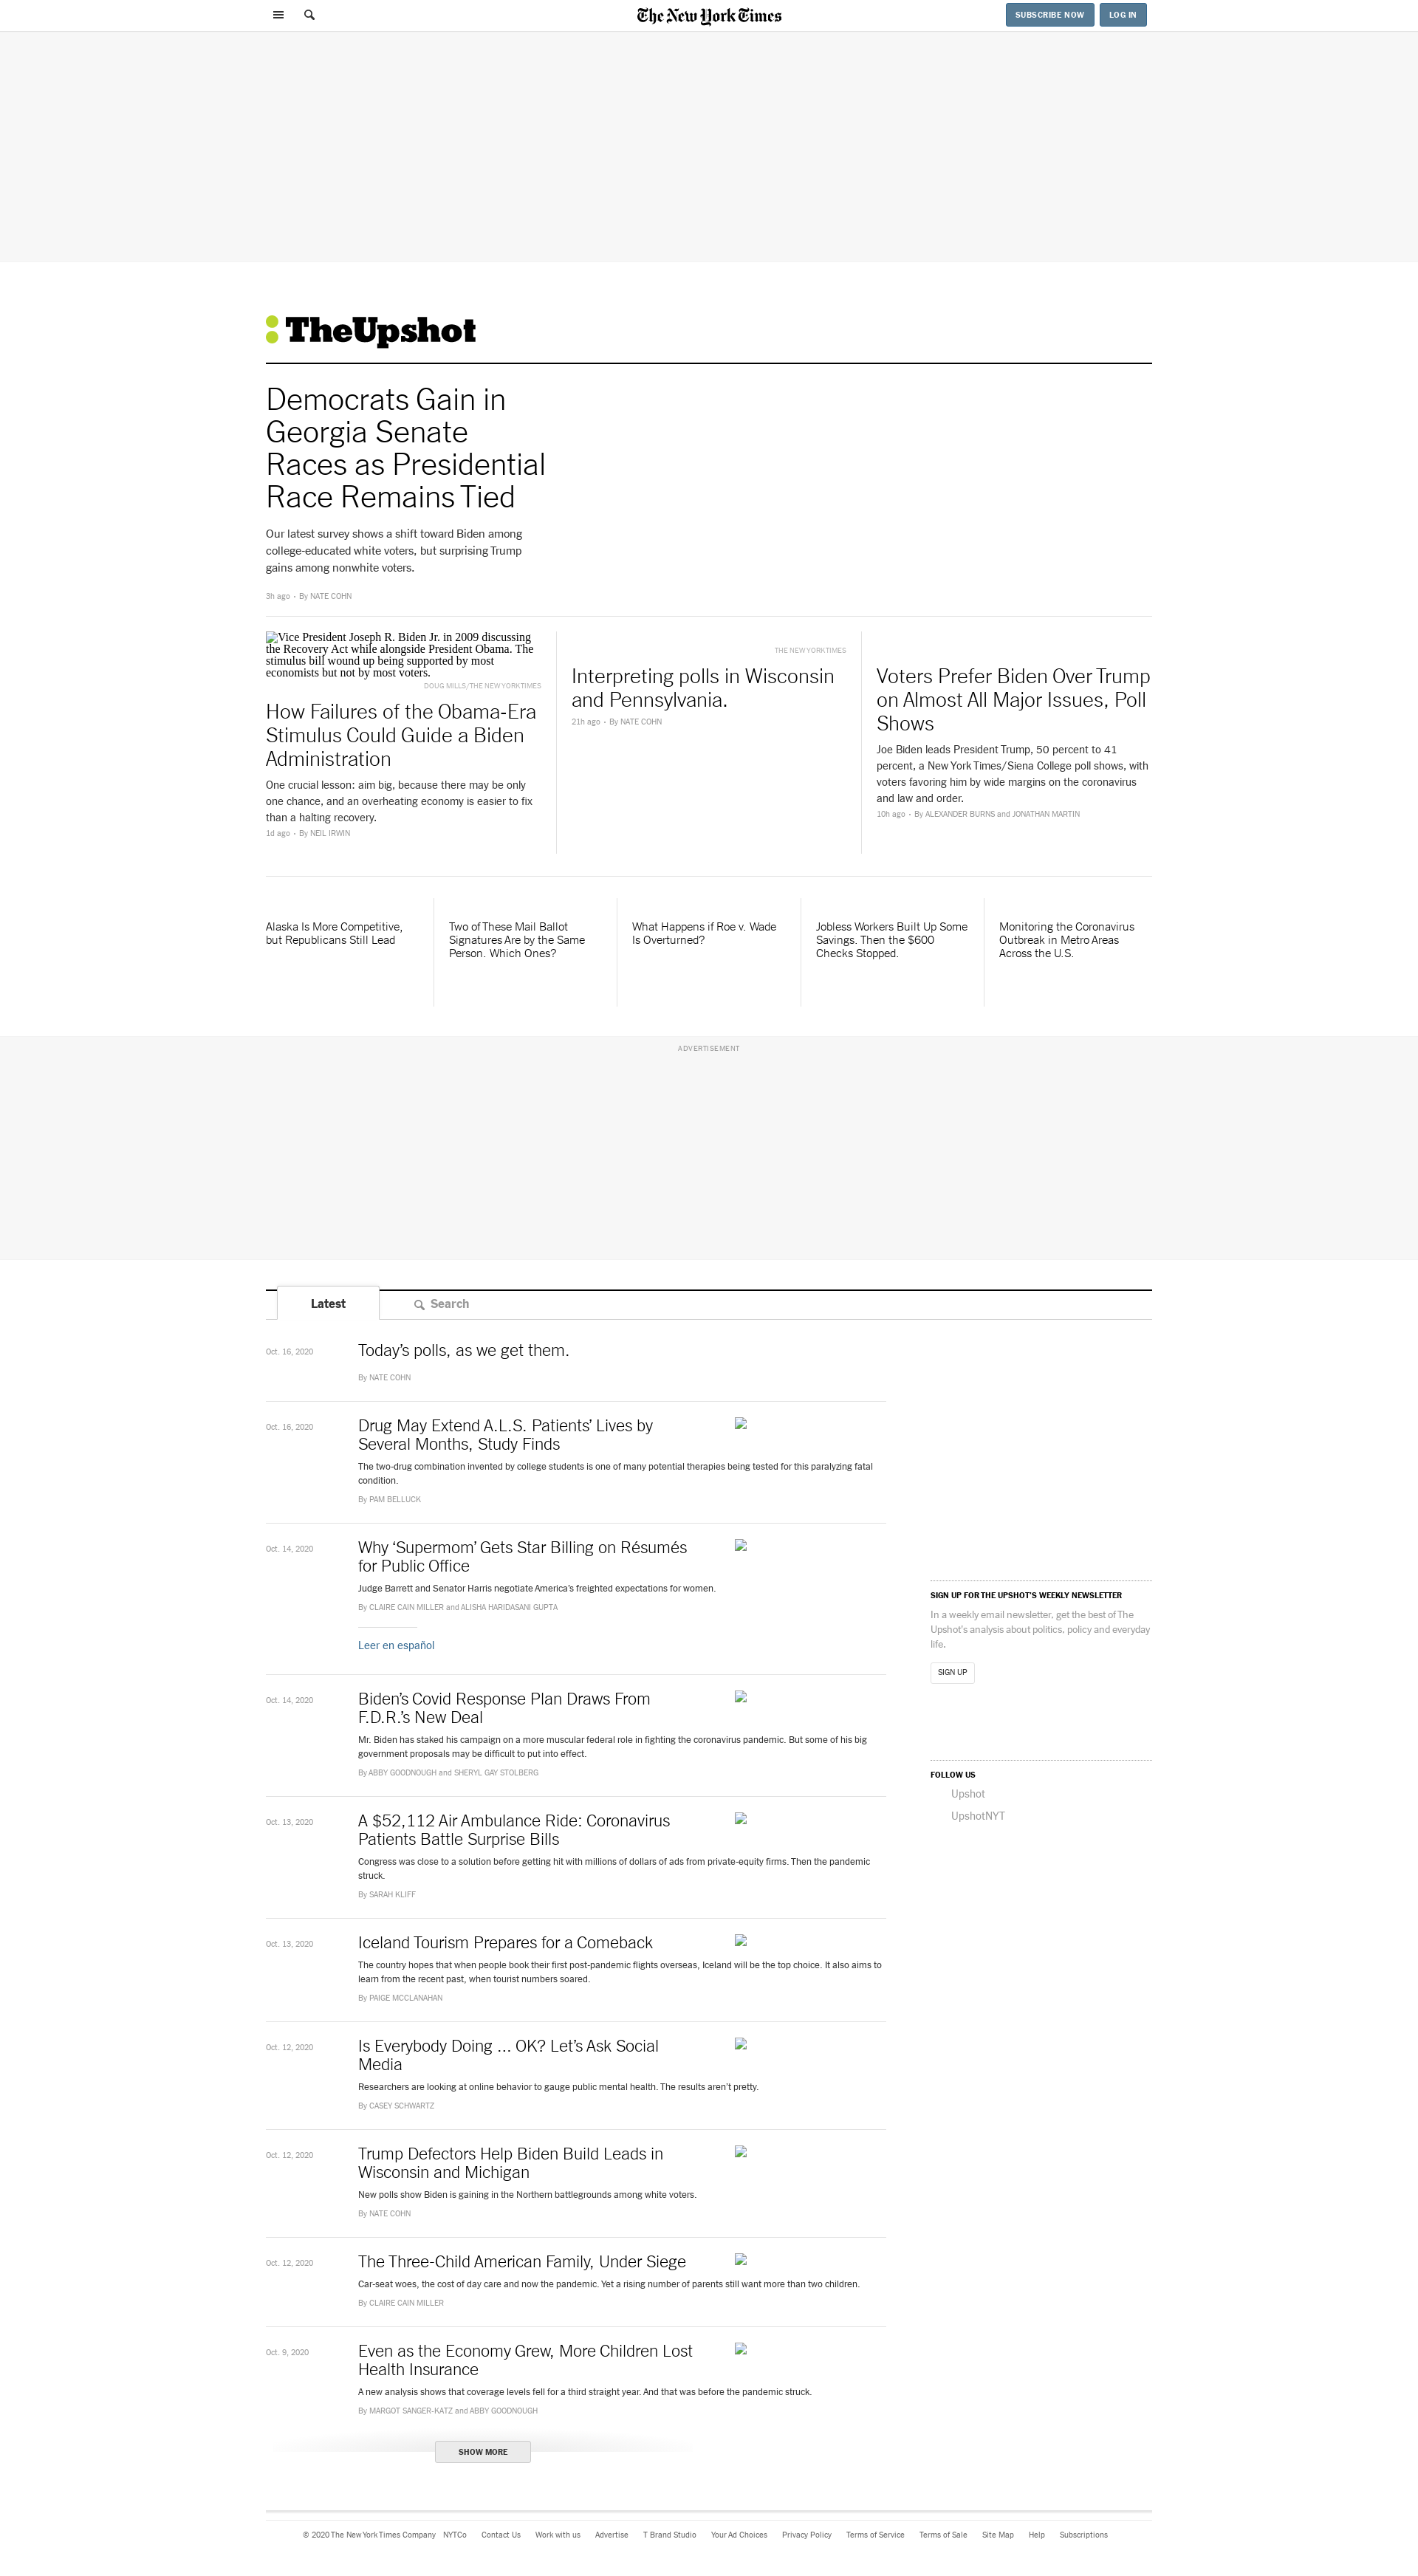 The New York Times
SUBSCRIBE NOW
LOG IN
TheUpshot
Democrats Gain in
Georgia Senate
Races as Presidential
Race Remains Tied
Our latest survey shows a shift toward Biden among
college-educated white voters, but surprising Trump
gains among nonwhite voters.
3h ago • By NATE COHN
Vice President Joseph R. Biden Jr. in 2009 discussing
the Recovery Act while alongside President Obama. The
stimulus bill wound up being supported by most
economists but not by most voters.
DOUG MILLS/THE NEW YORK TIMES
How Failures of the Obama-Era
Stimulus Could Guide a Biden
Administration
One crucial lesson: aim big, because there may be only
one chance, and an overheating economy is easier to fix
than a halting recovery.
1d ago • By NEIL IRWIN
THE NEW YORK TIMES
Interpreting polls in Wisconsin
and Pennsylvania.
21h ago • By NATE COHN
Voters Prefer Biden Over Trump
on Almost All Major Issues, Poll
Shows
Joe Biden leads President Trump, 50 percent to 41
percent, a New York Times/Siena College poll shows, with
voters favoring him by wide margins on the coronavirus
and law and order.
10h ago • By ALEXANDER BURNS and JONATHAN MARTIN
Alaska Is More Competitive,
but Republicans Still Lead
Two of These Mail Ballot
Signatures Are by the Same
Person. Which Ones?
What Happens if Roe v. Wade
Is Overturned?
Jobless Workers Built Up Some
Savings. Then the $600
Checks Stopped.
Monitoring the Coronavirus
Outbreak in Metro Areas
Across the U.S.
ADVERTISEMENT
Latest
Search
Oct. 16, 2020
Today’s polls, as we get them.
By NATE COHN
Oct. 16, 2020
Drug May Extend A.L.S. Patients’ Lives by
Several Months, Study Finds
The two-drug combination invented by college students is one of many potential therapies being tested for this paralyzing fatal
condition.
By PAM BELLUCK
Oct. 14, 2020
Why ‘Supermom’ Gets Star Billing on Résumés
for Public Office
Judge Barrett and Senator Harris negotiate America’s freighted expectations for women.
By CLAIRE CAIN MILLER and ALISHA HARIDASANI GUPTA
Leer en español
Oct. 14, 2020
Biden’s Covid Response Plan Draws From
F.D.R.’s New Deal
Mr. Biden has staked his campaign on a more muscular federal role in fighting the coronavirus pandemic. But some of his big
government proposals may be difficult to put into effect.
By ABBY GOODNOUGH and SHERYL GAY STOLBERG
Oct. 13, 2020
A $52,112 Air Ambulance Ride: Coronavirus
Patients Battle Surprise Bills
Congress was close to a solution before getting hit with millions of dollars of ads from private-equity firms. Then the pandemic
struck.
By SARAH KLIFF
Oct. 13, 2020
Iceland Tourism Prepares for a Comeback
The country hopes that when people book their first post-pandemic flights overseas, Iceland will be the top choice. It also aims to
learn from the recent past, when tourist numbers soared.
By PAIGE MCCLANAHAN
Oct. 12, 2020
Is Everybody Doing ... OK? Let’s Ask Social
Media
Researchers are looking at online behavior to gauge public mental health. The results aren’t pretty.
By CASEY SCHWARTZ
Oct. 12, 2020
Trump Defectors Help Biden Build Leads in
Wisconsin and Michigan
New polls show Biden is gaining in the Northern battlegrounds among white voters.
By NATE COHN
Oct. 12, 2020
The Three-Child American Family, Under Siege
Car-seat woes, the cost of day care and now the pandemic. Yet a rising number of parents still want more than two children.
By CLAIRE CAIN MILLER
Oct. 9, 2020
Even as the Economy Grew, More Children Lost
Health Insurance
A new analysis shows that coverage levels fell for a third straight year. And that was before the pandemic struck.
By MARGOT SANGER-KATZ and ABBY GOODNOUGH
SHOW MORE
SIGN UP FOR THE UPSHOT’S WEEKLY NEWSLETTER
In a weekly email newsletter, get the best of The
Upshot’s analysis about politics, policy and everyday
life.
SIGN UP
FOLLOW US
Upshot
UpshotNYT
© 2020 The New York Times Company NYTCo Contact Us Work with us Advertise T Brand Studio Your Ad Choices Privacy Policy Terms of Service Terms of Sale Site Map Help Subscriptions